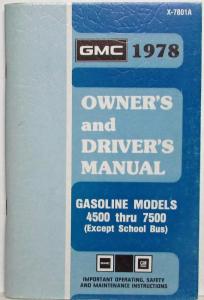 X-7801A
GMC 1978
OWNER'S
and
DRIVER'S
MANUAL
GASOLINE MODELS
4500 thru 7500
(Except School Bus)
GM
IMPORTANT OPERATING, SAFETY
AND MAINTENANCE INSTRUCTIONS